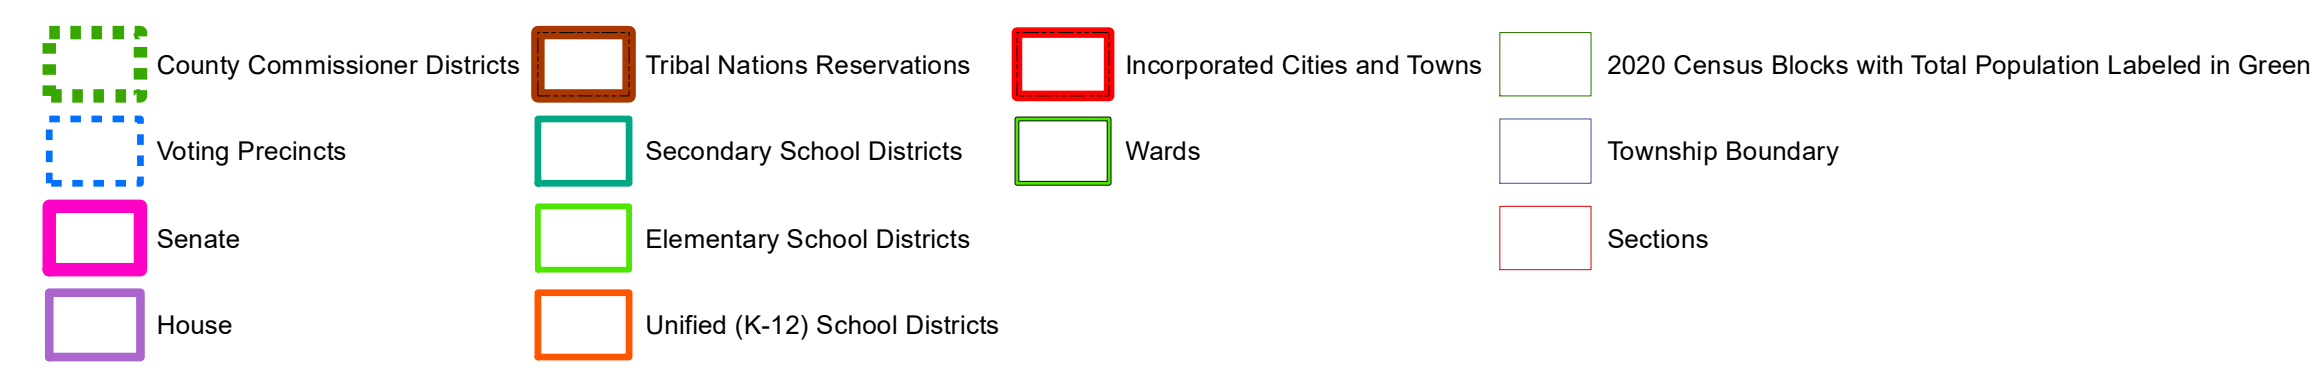 County Commissioner Districts
Voting Precincts
Senate
House
Tribal Nations Reservations
Secondary School Districts
Elementary School Districts
Unified (K-12) School Districts
Incorporated Cities and Towns
Wards
2020 Census Blocks with Total Population Labeled in Green
Township Boundary
Sections